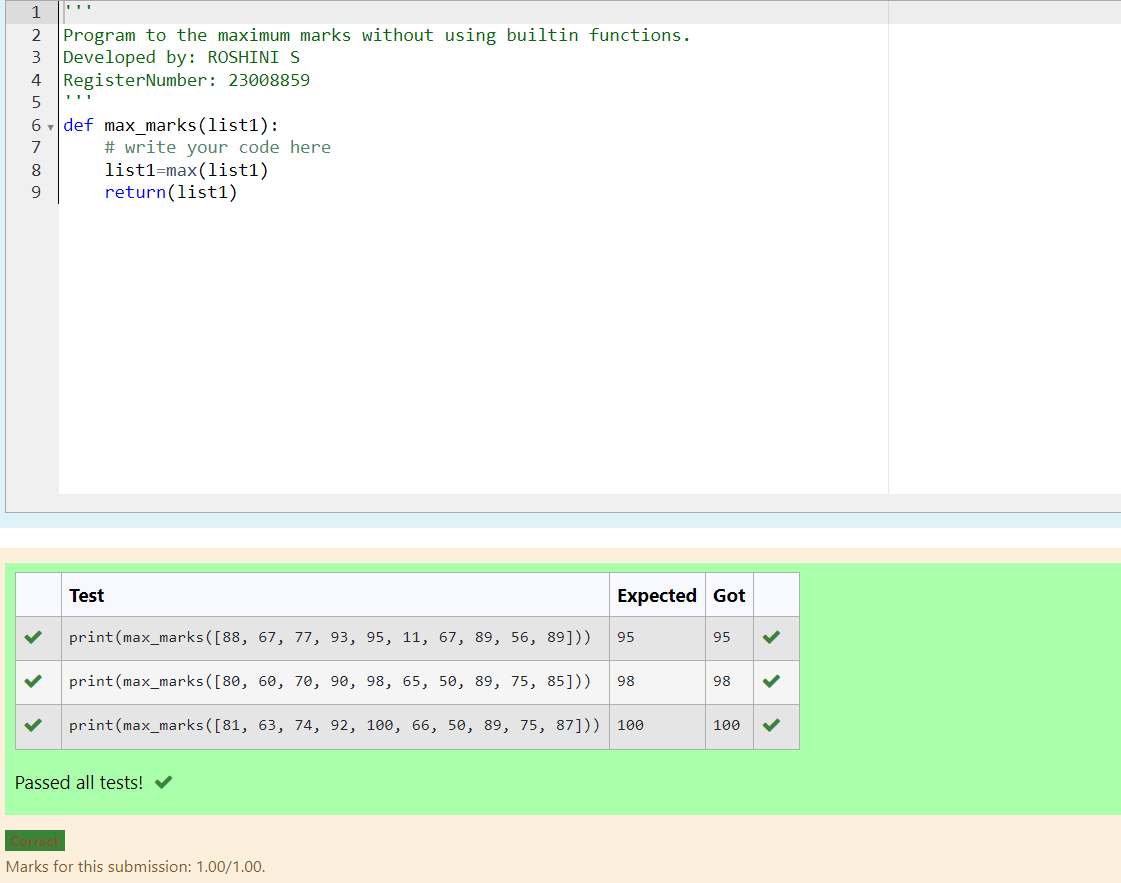 1 '''
2 Program to the maximum marks without using builtin functions.
3 Developed by: ROSHINI S
4 RegisterNumber: 23008859
5 '''
6 def max_marks(list1):
7     # write your code here
8     list1=max(list1)
9     return(list1)
Test Expected Got
print(max_marks([88, 67, 77, 93, 95, 11, 67, 89, 56, 89])) 95 95
print(max_marks([80, 60, 70, 90, 98, 65, 50, 89, 75, 85])) 98 98
print(max_marks([81, 63, 74, 92, 100, 66, 50, 89, 75, 87])) 100 100
Passed all tests!
Correct
Marks for this submission: 1.00/1.00.